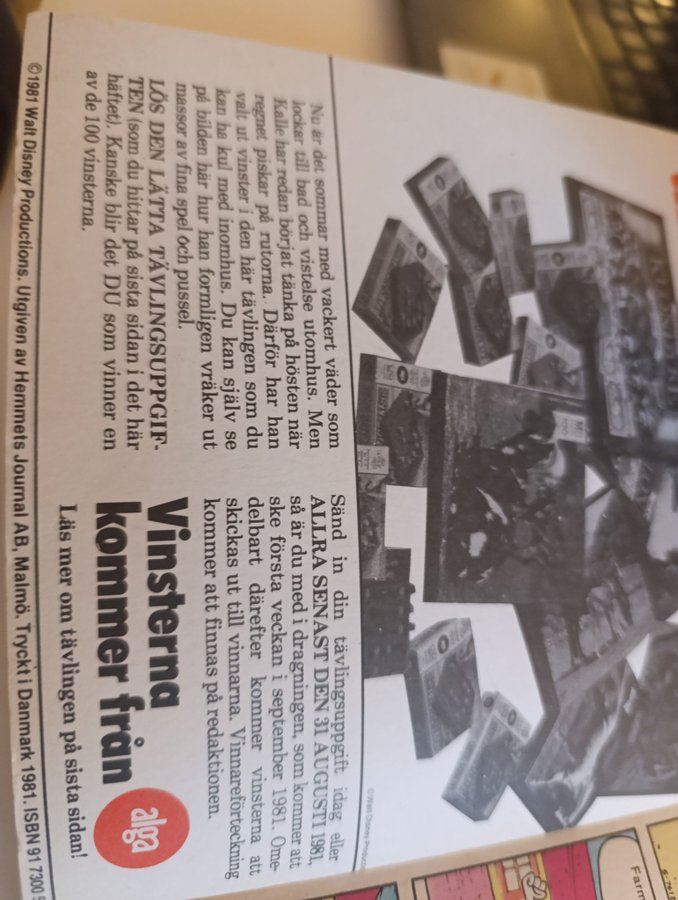 Nu är det sommar med vackert väder som
lockar till bad och vistelse utomhus. Men
Kalle har redan börjat tänka på hösten när
regnet piskar på rutorna. Därför har han
valt ut vinster i den här tävlingen som du
kan ha kul med inomhus. Du kan själv se
på bilden här hur han formligen vräker ut
massor av fina spel och pussel.
LÖS DEN LÄTTA TÄVLINGSUPPGIF-
TEN (som du hittar på sista sidan i det här
häftet). Kanske blir det DU som vinner en
av de 100 vinsterna.
Sänd in din tävlingsuppgift idag eller
ALLRA SENAST DEN 31 AUGUSTI 1981,
så är du med i dragningen, som kommer att
ske första veckan i september 1981. Ome-
delbart därefter kommer vinsterna att
skickas ut till vinnarna. Vinnareförteckning
kommer att finnas på redaktionen.
Vinsterna
kommer från
alga
Läs mer om tävlingen på sista sidan!
©1981 Walt Disney Productions. Utgiven av Hemmets Journal AB, Malmö. Tryckt i Danmark 1981. ISBN 91 7300
©Walt Disney Product
Farm